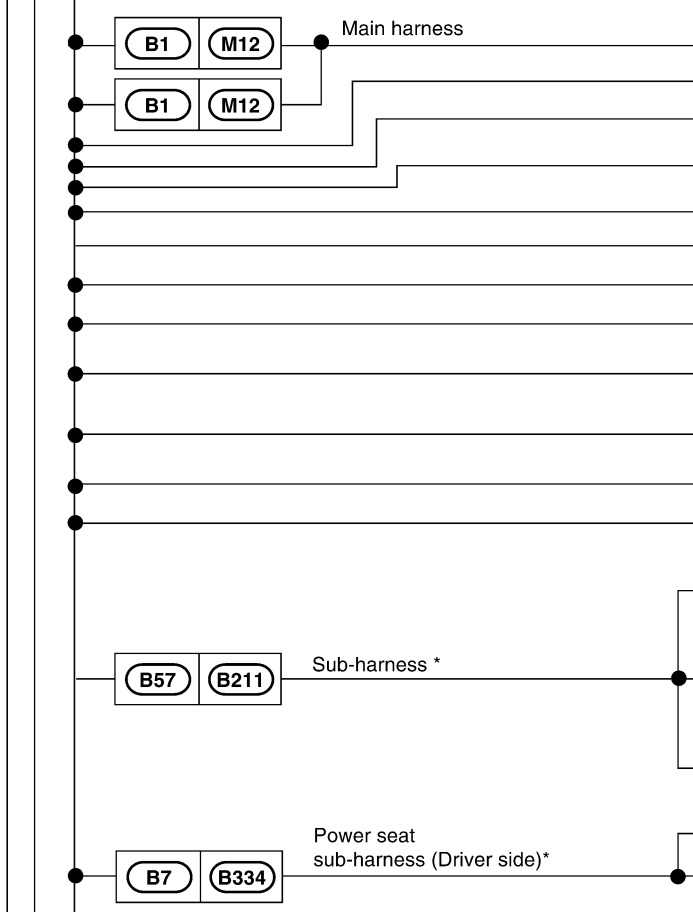 Main harness
B1 M12
B1 M12
Sub-harness *
B57 B211
Power seat
sub-harness (Driver side)*
B7 B334